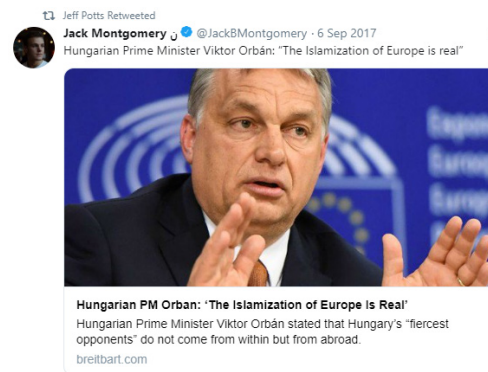 Jeff Potts Retweeted
Jack Montgomery ن @JackBMontgomery · 6 Sep 2017
Hungarian Prime Minister Viktor Orbán: “The Islamization of Europe is real”
Hungarian PM Orban: ‘The Islamization of Europe Is Real’
Hungarian Prime Minister Viktor Orbán stated that Hungary's “fiercest
opponents” do not come from within but from abroad.
breitbart.com